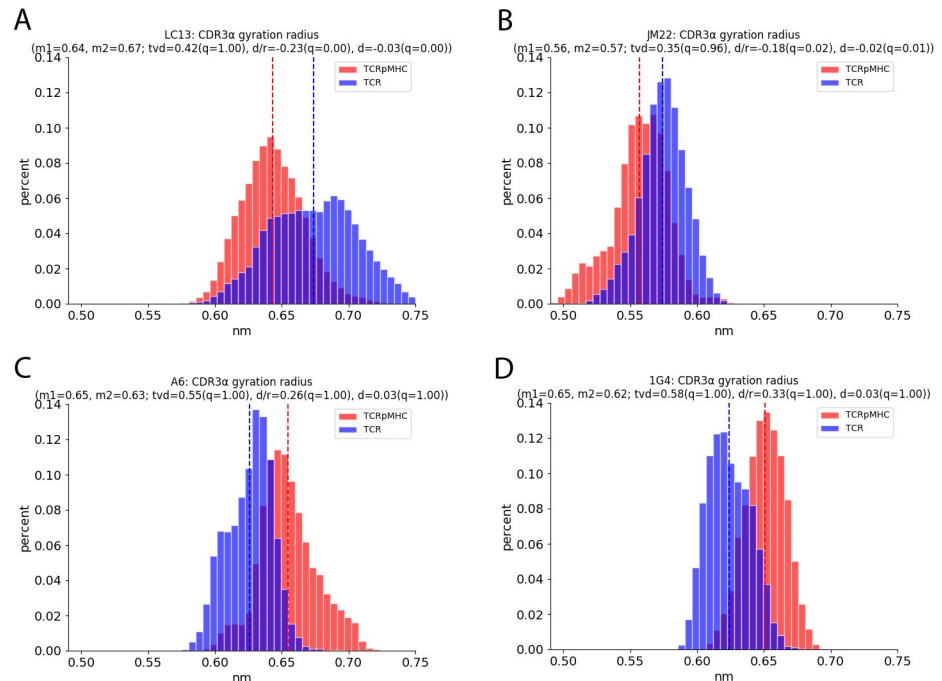 A
LC13: CDR3α gyration radius
(m1=0.64, m2=0.67; tvd=0.42(q=1.00), d/r=-0.23(q=0.00), d=-0.03(q=0.00))
TCRpMHC
TCR
percent
0.14
0.12
0.10
0.08
0.06
0.04
0.02
0.00
0.50 0.55 0.60 0.65 0.70 0.75
nm
B
JM22: CDR3α gyration radius
(m1=0.56, m2=0.57; tvd=0.35(q=0.96), d/r=-0.18(q=0.02), d=-0.02(q=0.01))
TCRpMHC
TCR
percent
0.14
0.12
0.10
0.08
0.06
0.04
0.02
0.00
0.50 0.55 0.60 0.65 0.70 0.75
nm
C
A6: CDR3α gyration radius
(m1=0.65, m2=0.63; tvd=0.55(q=1.00), d/r=0.26(q=1.00), d=0.03(q=1.00))
TCRpMHC
TCR
percent
0.14
0.12
0.10
0.08
0.06
0.04
0.02
0.00
0.50 0.55 0.60 0.65 0.70 0.75
nm
D
1G4: CDR3α gyration radius
(m1=0.65, m2=0.62; tvd=0.58(q=1.00), d/r=0.33(q=1.00), d=0.03(q=1.00))
TCRpMHC
TCR
percent
0.14
0.12
0.10
0.08
0.06
0.04
0.02
0.00
0.50 0.55 0.60 0.65 0.70 0.75
nm